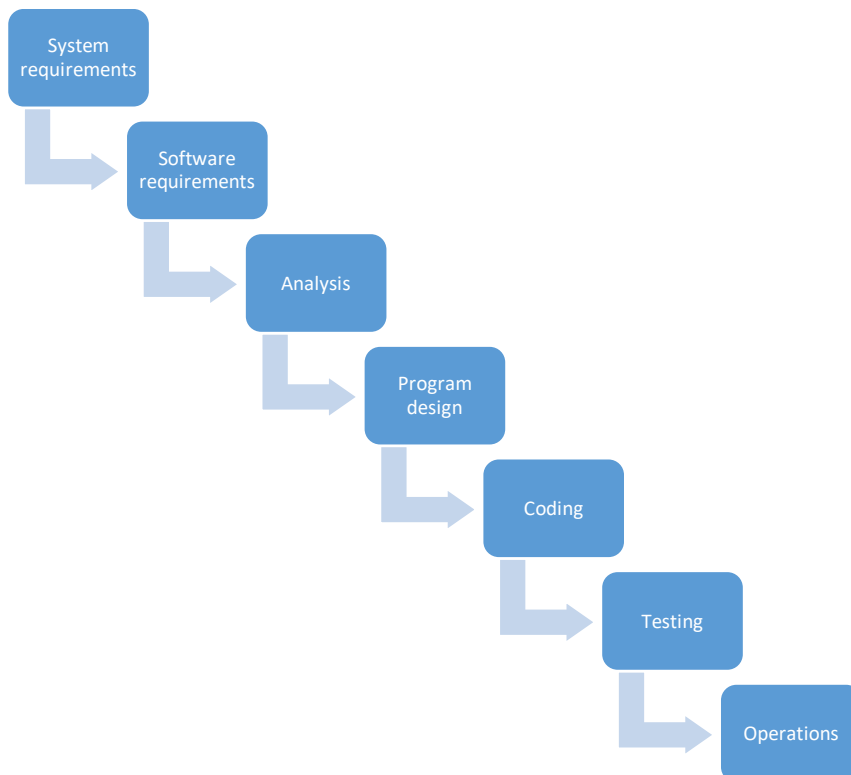 System
requirements
Software
requirements
Analysis
Program
design
Coding
Testing
Operations